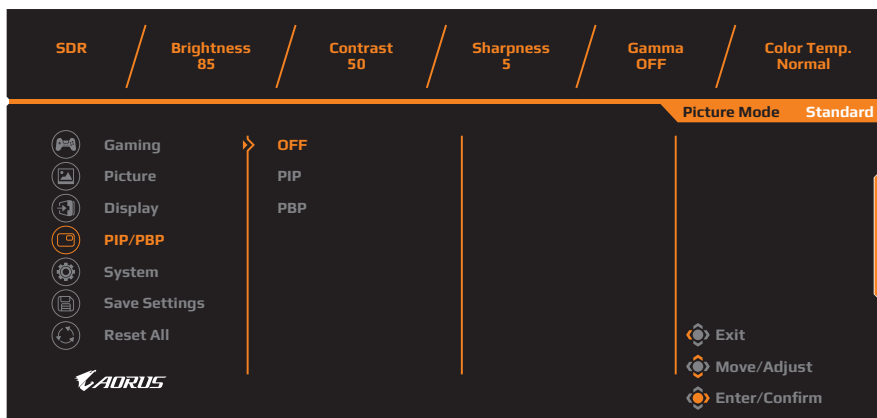 SDR Brightness Contrast Sharpness Gamma Color Temp.
85 50 5 OFF Normal
Picture Mode Standard
Gaming OFF
Picture PIP
Display PBP
PIP/PBP
System
Save Settings
Reset All Exit
AORUS Move/Adjust
Enter/Confirm